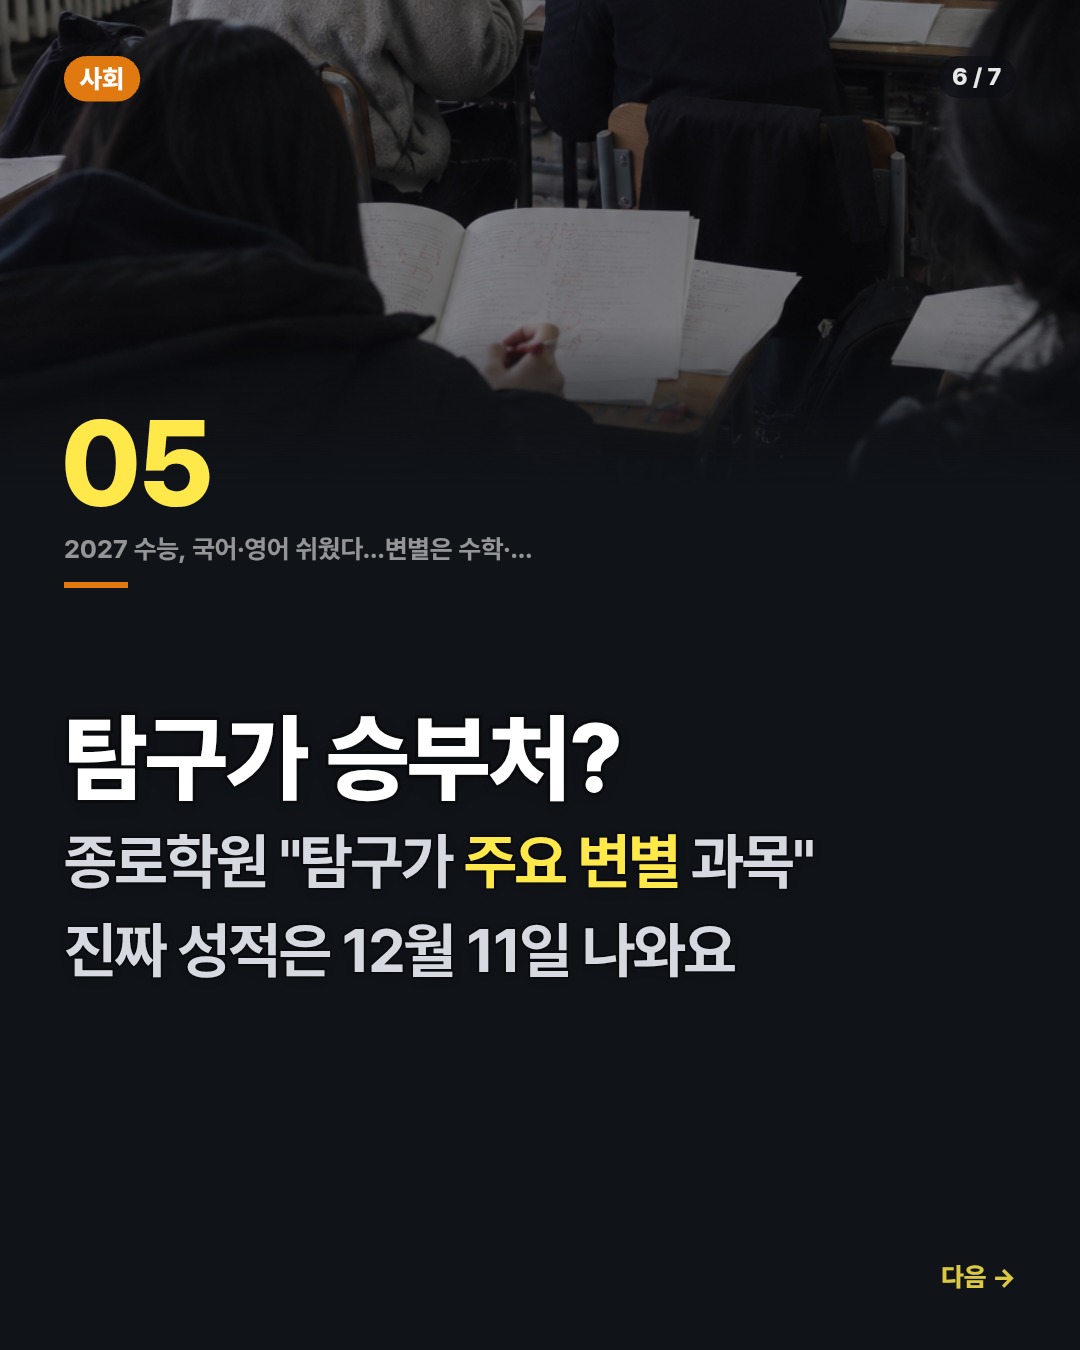 사회
6 / 7
05
2027 수능, 국어·영어 쉬웠다...변별은 수학·...
탐구가 승부처?
종로학원 "탐구가 주요 변별 과목"
진짜 성적은 12월 11일 나와요
다음 →